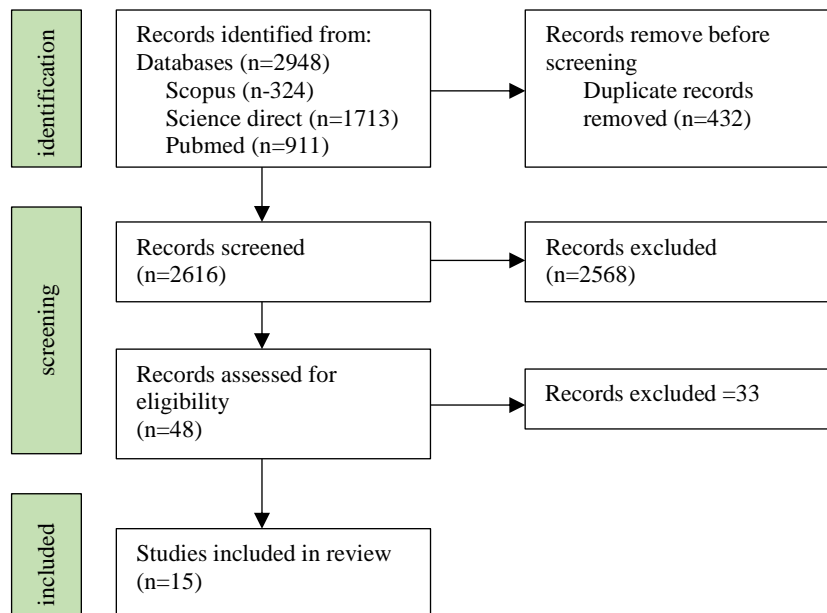 identification
Records identified from:
Databases (n=2948)
Scopus (n-324)
Science direct (n=1713)
Pubmed (n=911)
Records remove before
screening
Duplicate records
removed (n=432)
screening
Records screened
(n=2616)
Records excluded
(n=2568)
Records assessed for
eligibility
(n=48)
Records excluded =33
included
Studies included in review
(n=15)